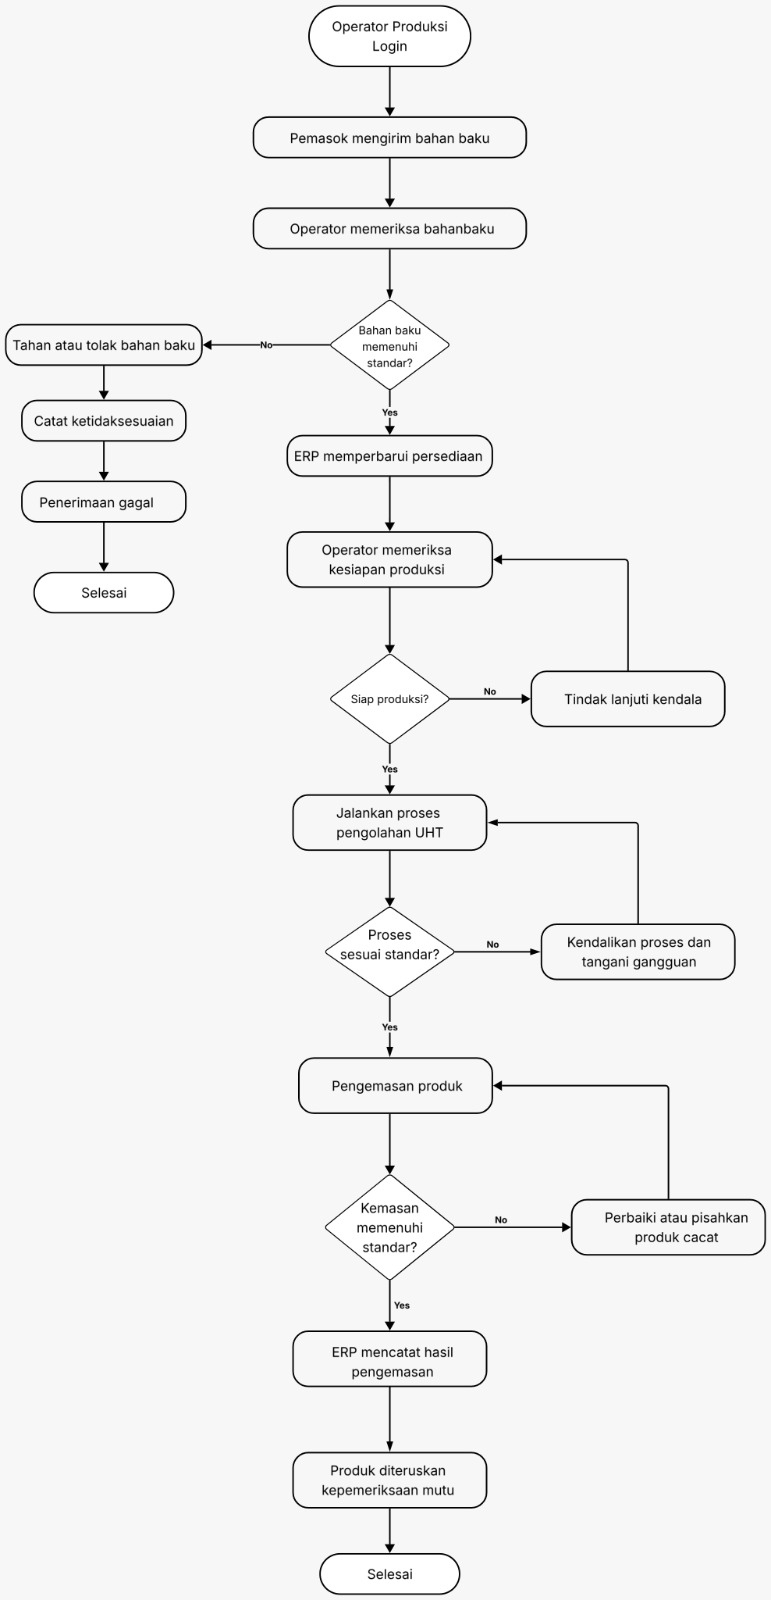 Operator Produksi
Login
Pemasok mengirim bahan baku
Operator memeriksa bahanbaku
Bahan baku
memenuhi
standar?
No
Tahan atau tolak bahan baku
Catat ketidaksesuaian
Penerimaan gagal
Selesai
Yes
ERP memperbarui persediaan
Operator memeriksa
kesiapan produksi
Siap produksi?
No
Tindak lanjuti kendala
Yes
Jalankan proses
pengolahan UHT
Proses
sesuai standar?
No
Kendalikan proses dan
tangani gangguan
Yes
Pengemasan produk
Kemasan
memenuhi
standar?
No
Perbaiki atau pisahkan
produk cacat
Yes
ERP mencatat hasil
pengemasan
Produk diteruskan
kepemeriksaan mutu
Selesai